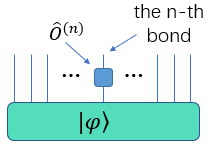 the n-th
bond
Ô⁽ⁿ⁾
... ...
|φ⟩